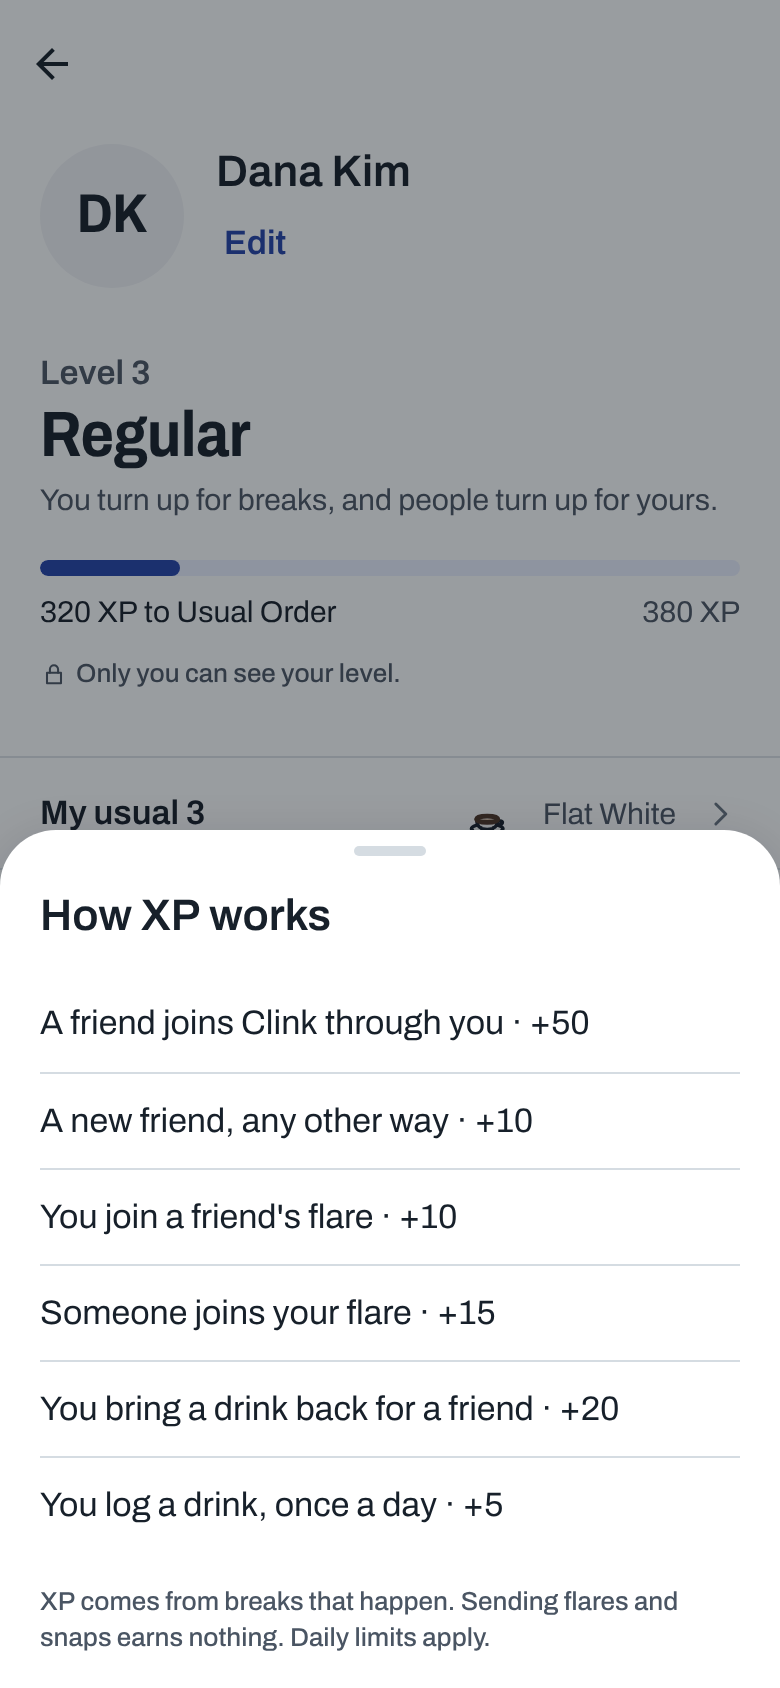 DK
Dana Kim
Edit
Level 3
Regular
You turn up for breaks, and people turn up for yours.
320 XP to Usual Order
380 XP
Only you can see your level.
My usual 3
Flat White
How XP works
A friend joins Clink through you · +50
A new friend, any other way · +10
You join a friend's flare · +10
Someone joins your flare · +15
You bring a drink back for a friend · +20
You log a drink, once a day · +5
XP comes from breaks that happen. Sending flares and
snaps earns nothing. Daily limits apply.